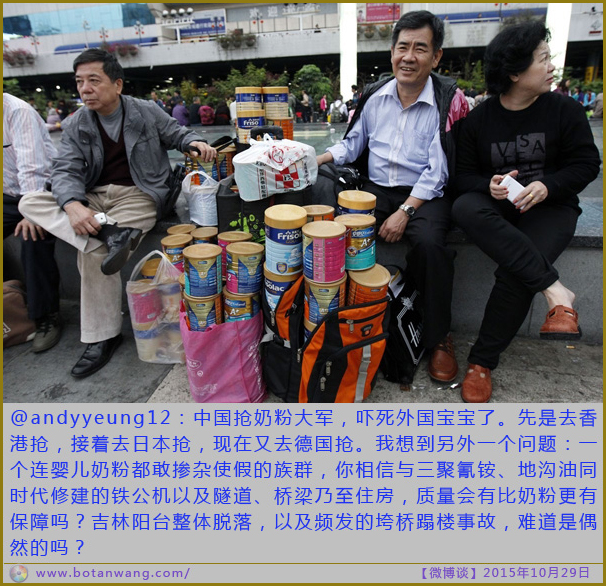 FRISO
FRISO
olac
A+
@andyyeung12：中国抢奶粉大军，吓死外国宝宝了。先是去香
港抢，接着去日本抢，现在又去德国抢。我想到另外一个问题：一
个连婴儿奶粉都敢掺杂使假的族群，你相信与三聚氰铵、地沟油同
时代修建的铁公机以及隧道、桥梁乃至住房，质量会有比奶粉更有
保障吗？吉林阳台整体脱落，以及频发的垮桥蹋楼事故，难道是偶
然的吗？
www.botanwang.com/
【微博谈】2015年10月29日